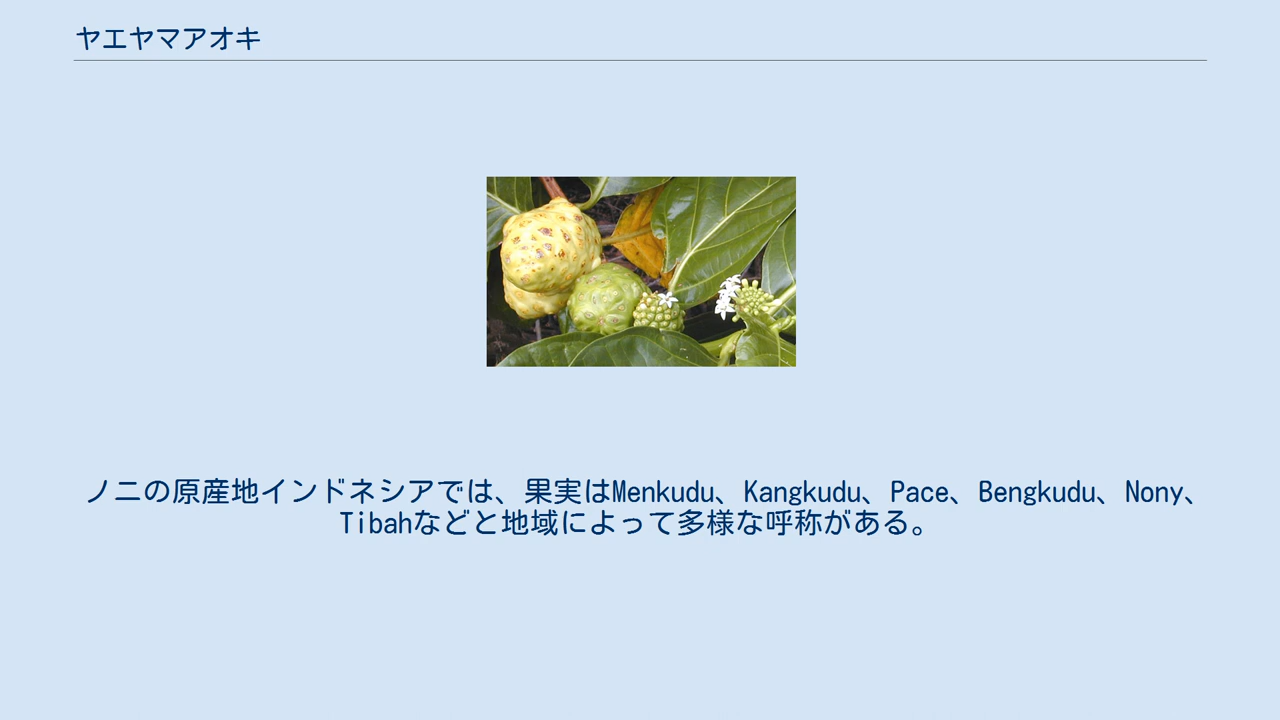 ヤエヤマアオキ
ノニの原産地インドネシアでは、果実はMenkudu、Kangkudu、Pace、Bengkudu、Nony、
Tibahなどと地域によって多様な呼称がある。